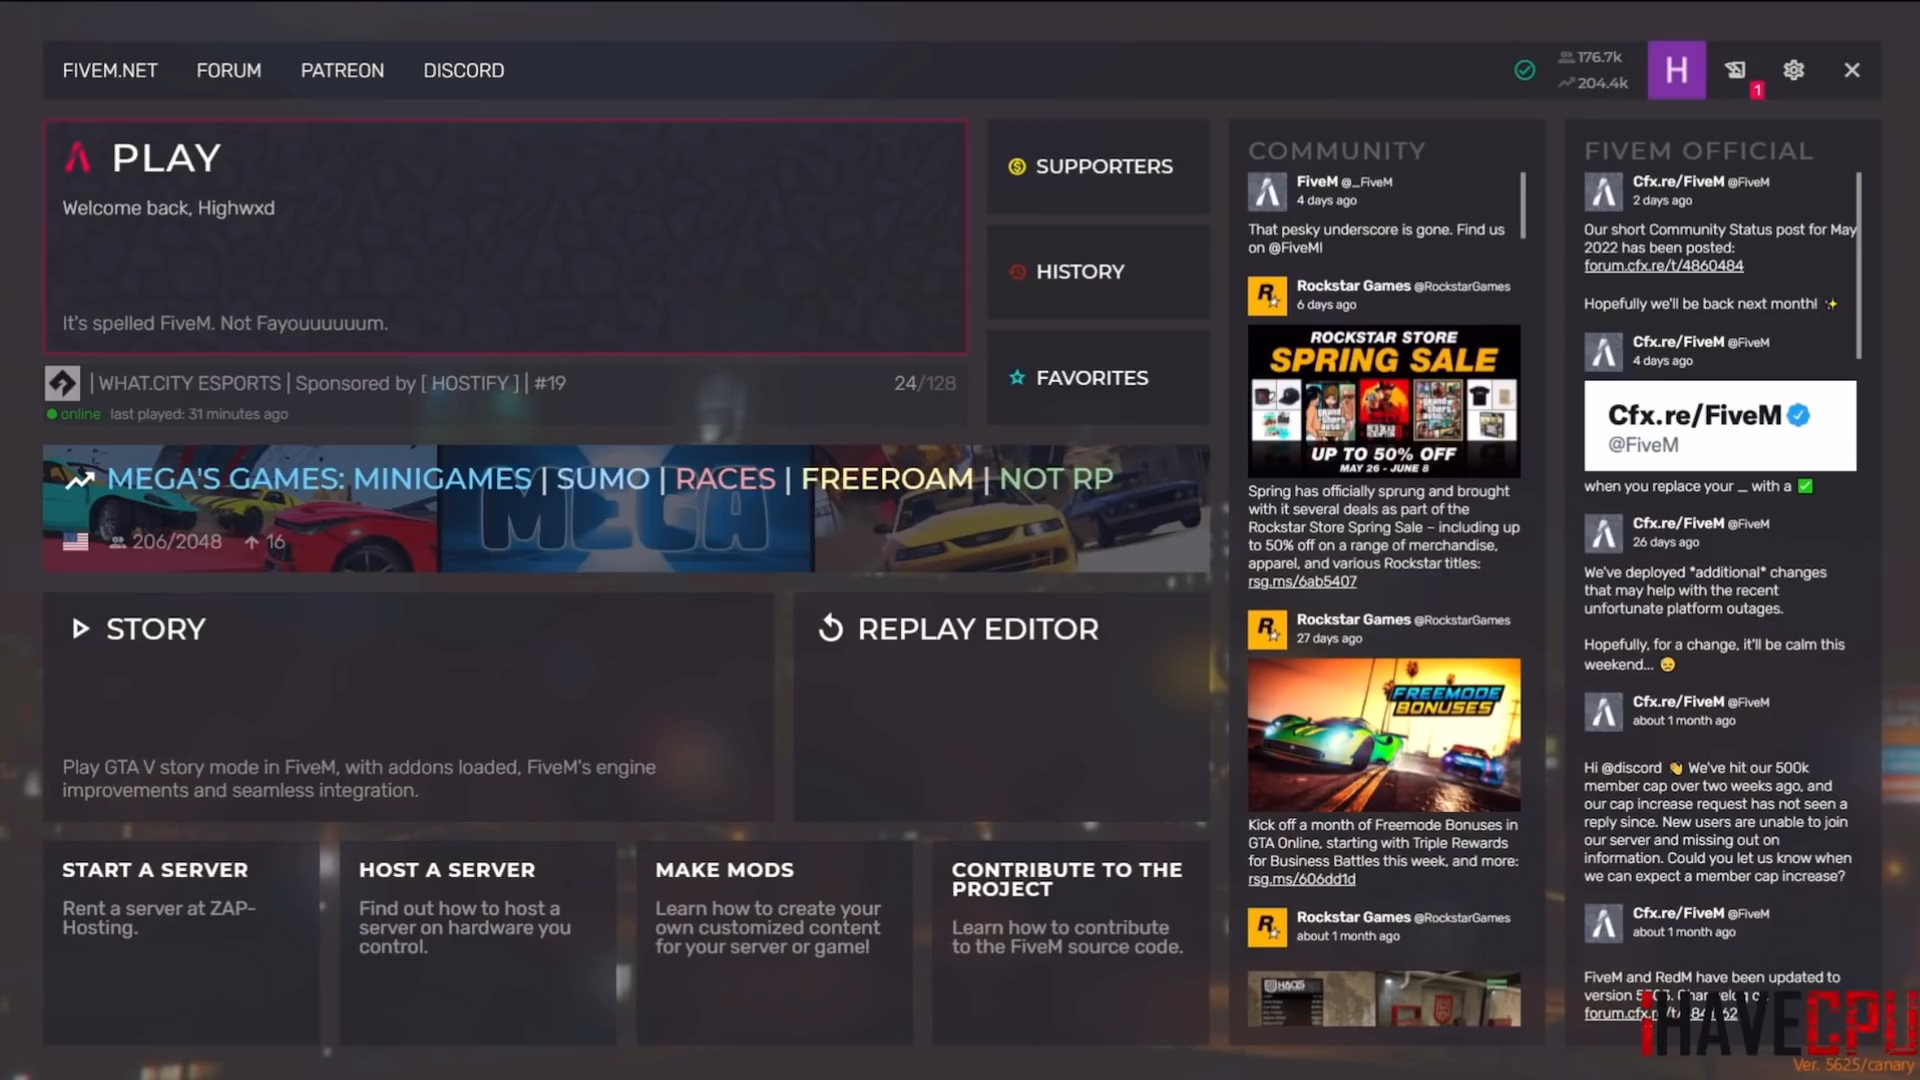 FIVEM.NET FORUM PATREON DISCORD
176.7k
204.4k
H
1
PLAY
Welcome back, Highwxd
It's spelled FiveM. Not Fayouuuuuum.
| WHAT.CITY ESPORTS | Sponsored by [ HOSTIFY ] | #19 24/128
online last played: 31 minutes ago
SUPPORTERS
HISTORY
FAVORITES
MEGA'S GAMES: MINIGAMES | SUMO | RACES | FREEROAM | NOT RP
MEGA
206/2048 16
STORY
Play GTA V story mode in FiveM, with addons loaded, FiveM's engine
improvements and seamless integration.
REPLAY EDITOR
START A SERVER
Rent a server at ZAP-
Hosting.
HOST A SERVER
Find out how to host a
server on hardware you
control.
MAKE MODS
Learn how to create your
own customized content
for your server or game!
CONTRIBUTE TO THE
PROJECT
Learn how to contribute
to the FiveM source code.
COMMUNITY
FiveM @_FiveM
4 days ago
That pesky underscore is gone. Find us
on @FiveM!
Rockstar Games @RockstarGames
6 days ago
ROCKSTAR STORE
SPRING SALE
UP TO 50% OFF
MAY 26 - JUNE 8
Spring has officially sprung and brought
with it several deals as part of the
Rockstar Store Spring Sale – including up
to 50% off on a range of merchandise,
apparel, and various Rockstar titles:
rsg.ms/6ab5407
Rockstar Games @RockstarGames
27 days ago
FREEMODE
BONUSES
Kick off a month of Freemode Bonuses in
GTA Online, starting with Triple Rewards
for Business Battles this week, and more:
rsg.ms/606dd1d
Rockstar Games @RockstarGames
about 1 month ago
FIVEM OFFICIAL
Cfx.re/FiveM @FiveM
2 days ago
Our short Community Status post for May
2022 has been posted:
forum.cfx.re/t/4860484
Hopefully we'll be back next month! ✨
Cfx.re/FiveM @FiveM
4 days ago
Cfx.re/FiveM
@FiveM
when you replace your _ with a ✅
Cfx.re/FiveM @FiveM
26 days ago
We've deployed *additional* changes
that may help with the recent
unfortunate platform outages.
Hopefully, for a change, it'll be calm this
weekend...
Cfx.re/FiveM @FiveM
about 1 month ago
Hi @discord 👋 We've hit our 500k
member cap over two weeks ago, and
our cap increase request has not seen a
reply since. New users are unable to join
our server and missing out on
information. Could you let us know when
we can expect a member cap increase?
Cfx.re/FiveM @FiveM
about 1 month ago
FiveM and RedM have been updated to
version
iHAVECPU
Ver. 5625/canary